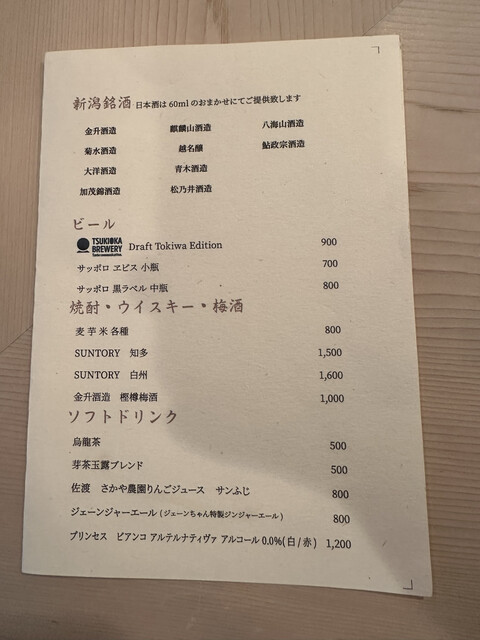 新潟銘酒 日本酒は60mlのおまかせにてご提供致します
金升酒造 麒麟山酒造 八海山酒造
菊水酒造 越名醸 鮎政宗酒造
大洋酒造 青木酒造
加茂錦酒造 松乃井酒造
ビール
TSUKIOKA BREWERY Draft Tokiwa Edition 900
サッポロ ヱビス 小瓶 700
サッポロ 黒ラベル 中瓶 800
焼酎・ウイスキー・梅酒
麦 芋 米 各種 800
SUNTORY 知多 1,500
SUNTORY 白州 1,600
金升酒造 樫樽梅酒 1,000
ソフトドリンク
烏龍茶 500
芽茶玉露ブレンド 500
佐渡 さかや農園りんごジュース サンふじ 800
ジェーンジャーエール (ジェーンちゃん特製ジンジャーエール) 800
プリンセス ビアンコ アルテルナティヴァ アルコール 0.0%(白/赤) 1,200